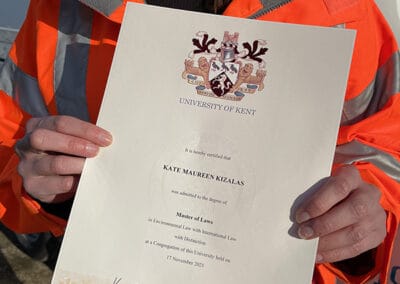 UNIVERSITY OF KENT
It is hereby certified that
KATE MAUREEN KIZALAS
was admitted to the degree of
Master of Laws
in Environmental Law with International Law
with Distinction
at a Congregation of this University held on
17 November 2023